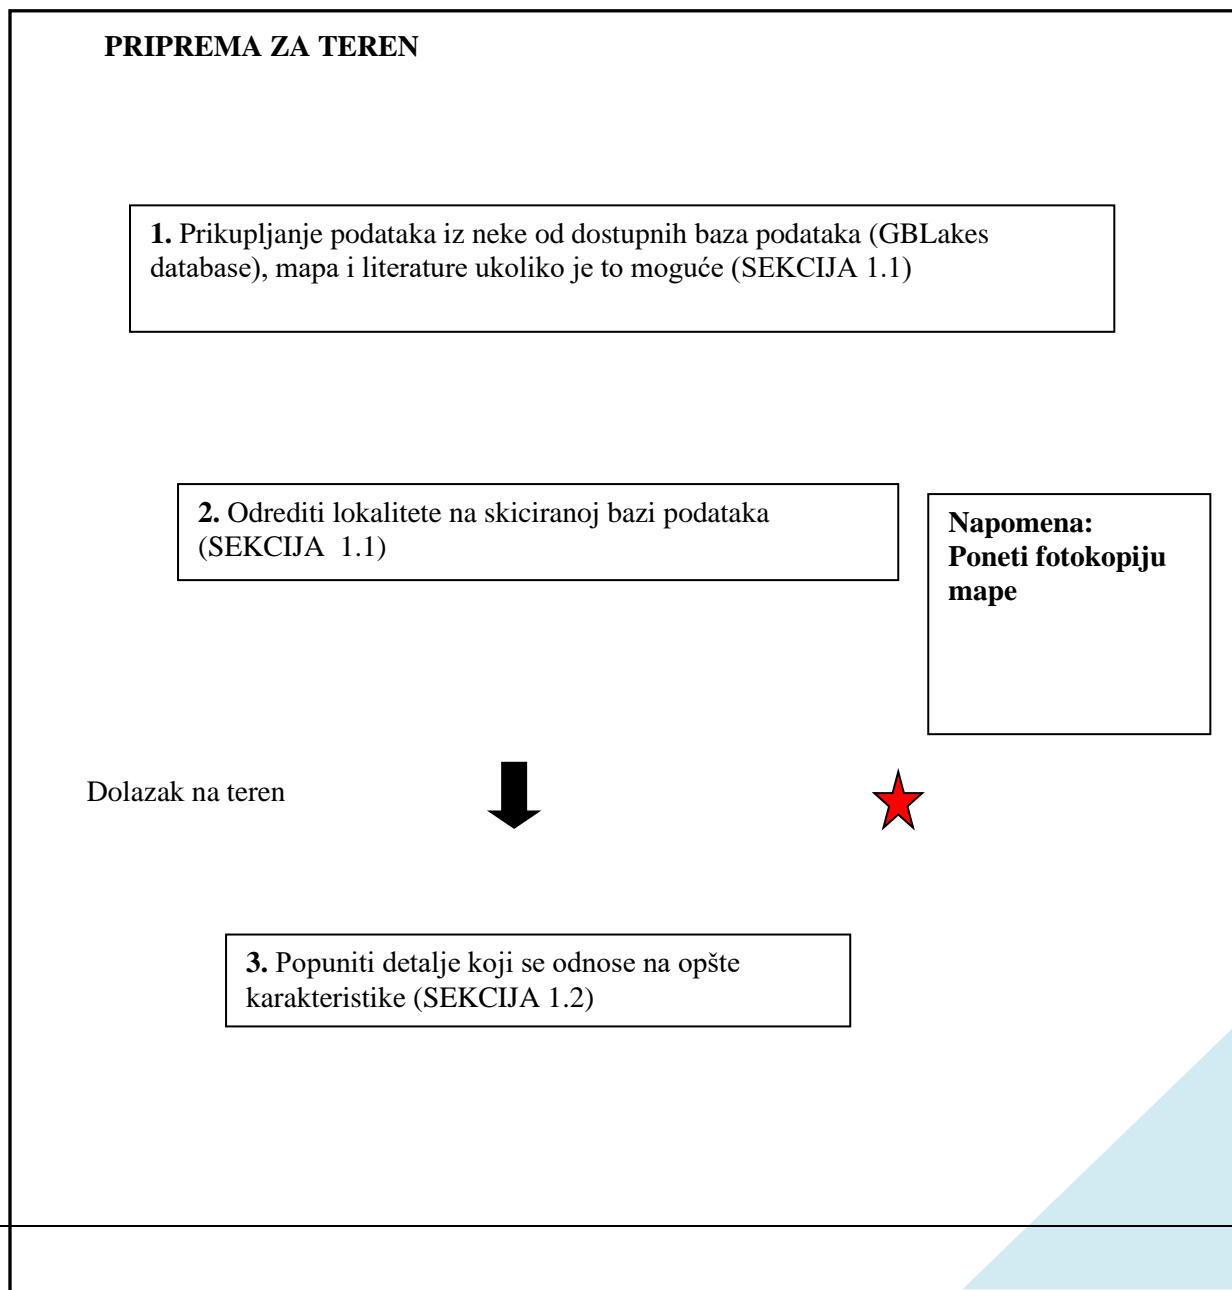 PRIPREMA ZA TEREN
1. Prikupljanje podataka iz neke od dostupnih baza podataka (GBLakes
database), mapa i literature ukoliko je to moguće (SEKCIJA 1.1)
2. Odrediti lokalitete na skiciranoj bazi podataka
(SEKCIJA 1.1)
Napomena:
Poneti fotokopiju
mape
Dolazak na teren
3. Popuniti detalje koji se odnose na opšte
karakteristike (SEKCIJA 1.2)